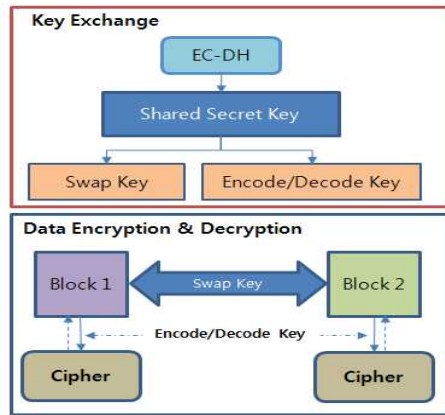 Key Exchange
EC-DH
Shared Secret Key
Swap Key
Encode/Decode Key
Data Encryption & Decryption
Block 1
Swap Key
Block 2
Encode/Decode Key
Cipher
Cipher